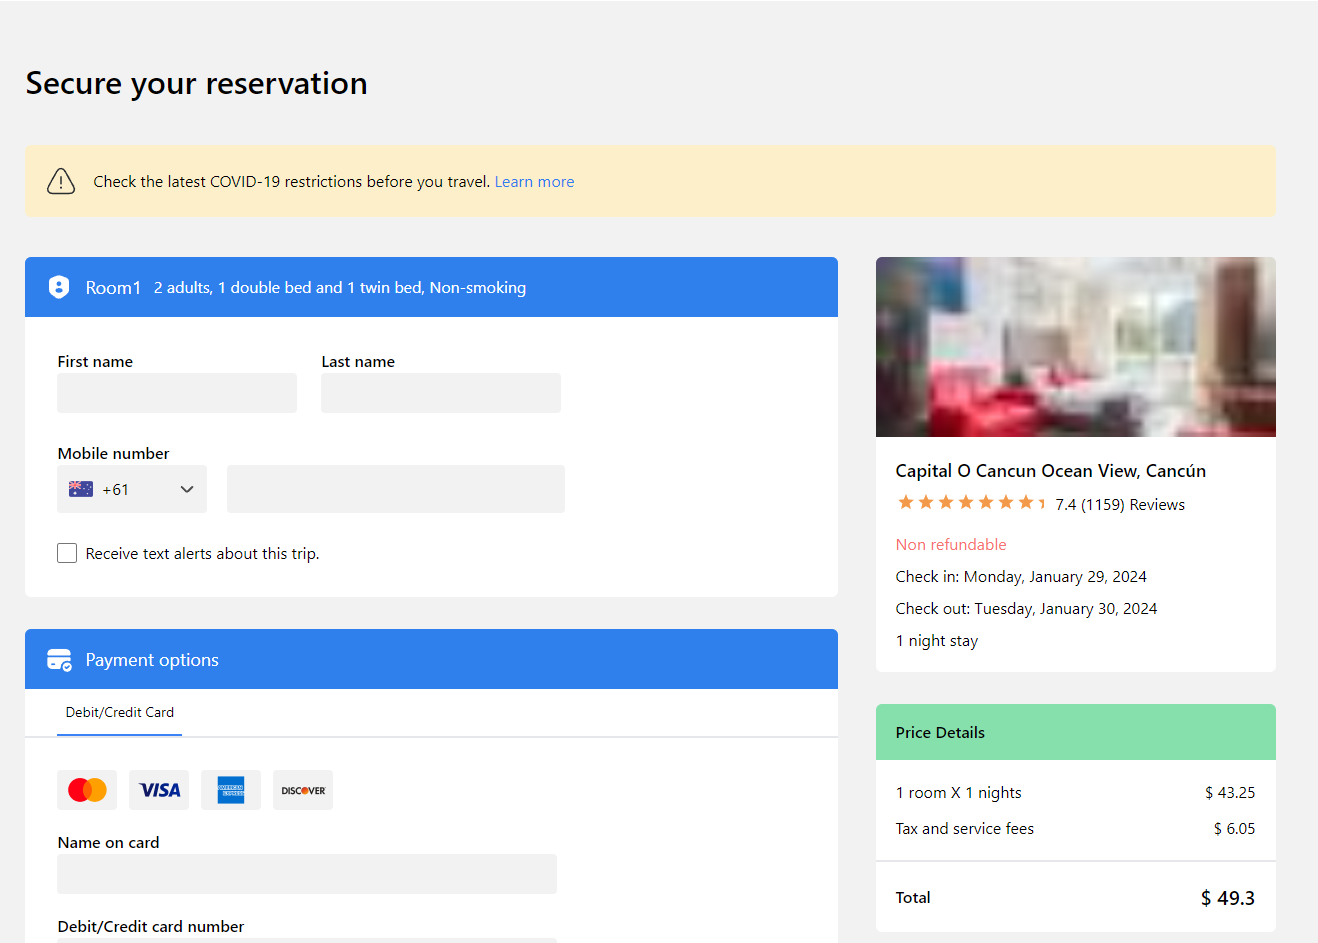 Secure your reservation
Check the latest COVID-19 restrictions before you travel. Learn more
Room1 2 adults, 1 double bed and 1 twin bed, Non-smoking
First name
Last name
Mobile number
+61
Receive text alerts about this trip.
Payment options
Debit/Credit Card
VISA
AMERICAN EXPRESS
DISCOVER
Name on card
Debit/Credit card number
Capital O Cancun Ocean View, Cancún
7.4 (1159) Reviews
Non refundable
Check in: Monday, January 29, 2024
Check out: Tuesday, January 30, 2024
1 night stay
Price Details
1 room X 1 nights $ 43.25
Tax and service fees $ 6.05
Total $ 49.3